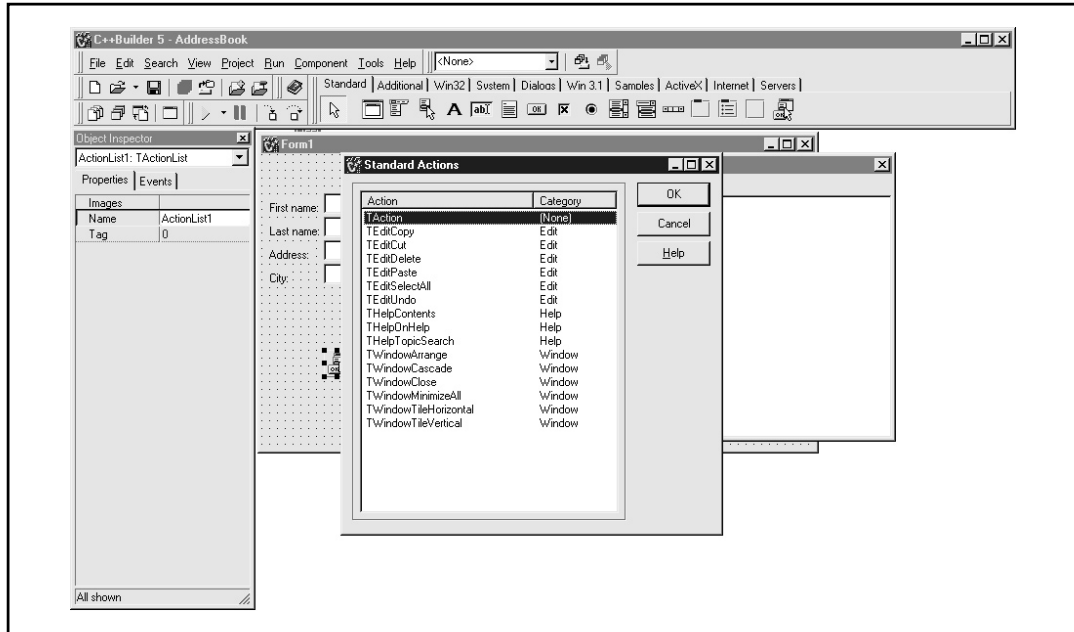 C++Builder 5 - AddressBook
File Edit Search View Project Run Component Tools Help <None>
Standard Additional Win32 System Dialogs Win 3.1 Samples ActiveX Internet Servers
A ab OK
Object Inspector
ActionList1: TActionList
Properties Events
Images
Name ActionList1
Tag 0
All shown
Form1
First name:
Last name:
Address:
City:
OK
Standard Actions
Action Category
TAction (None)
TEditCopy Edit
TEditCut Edit
TEditDelete Edit
TEditPaste Edit
TEditSelectAll Edit
TEditUndo Edit
THelpContents Help
THelpOnHelp Help
THelpTopicSearch Help
TWindowArrange Window
TWindowCascade Window
TWindowClose Window
TWindowMinimizeAll Window
TWindowTileHorizontal Window
TWindowTileVertical Window
OK
Cancel
Help